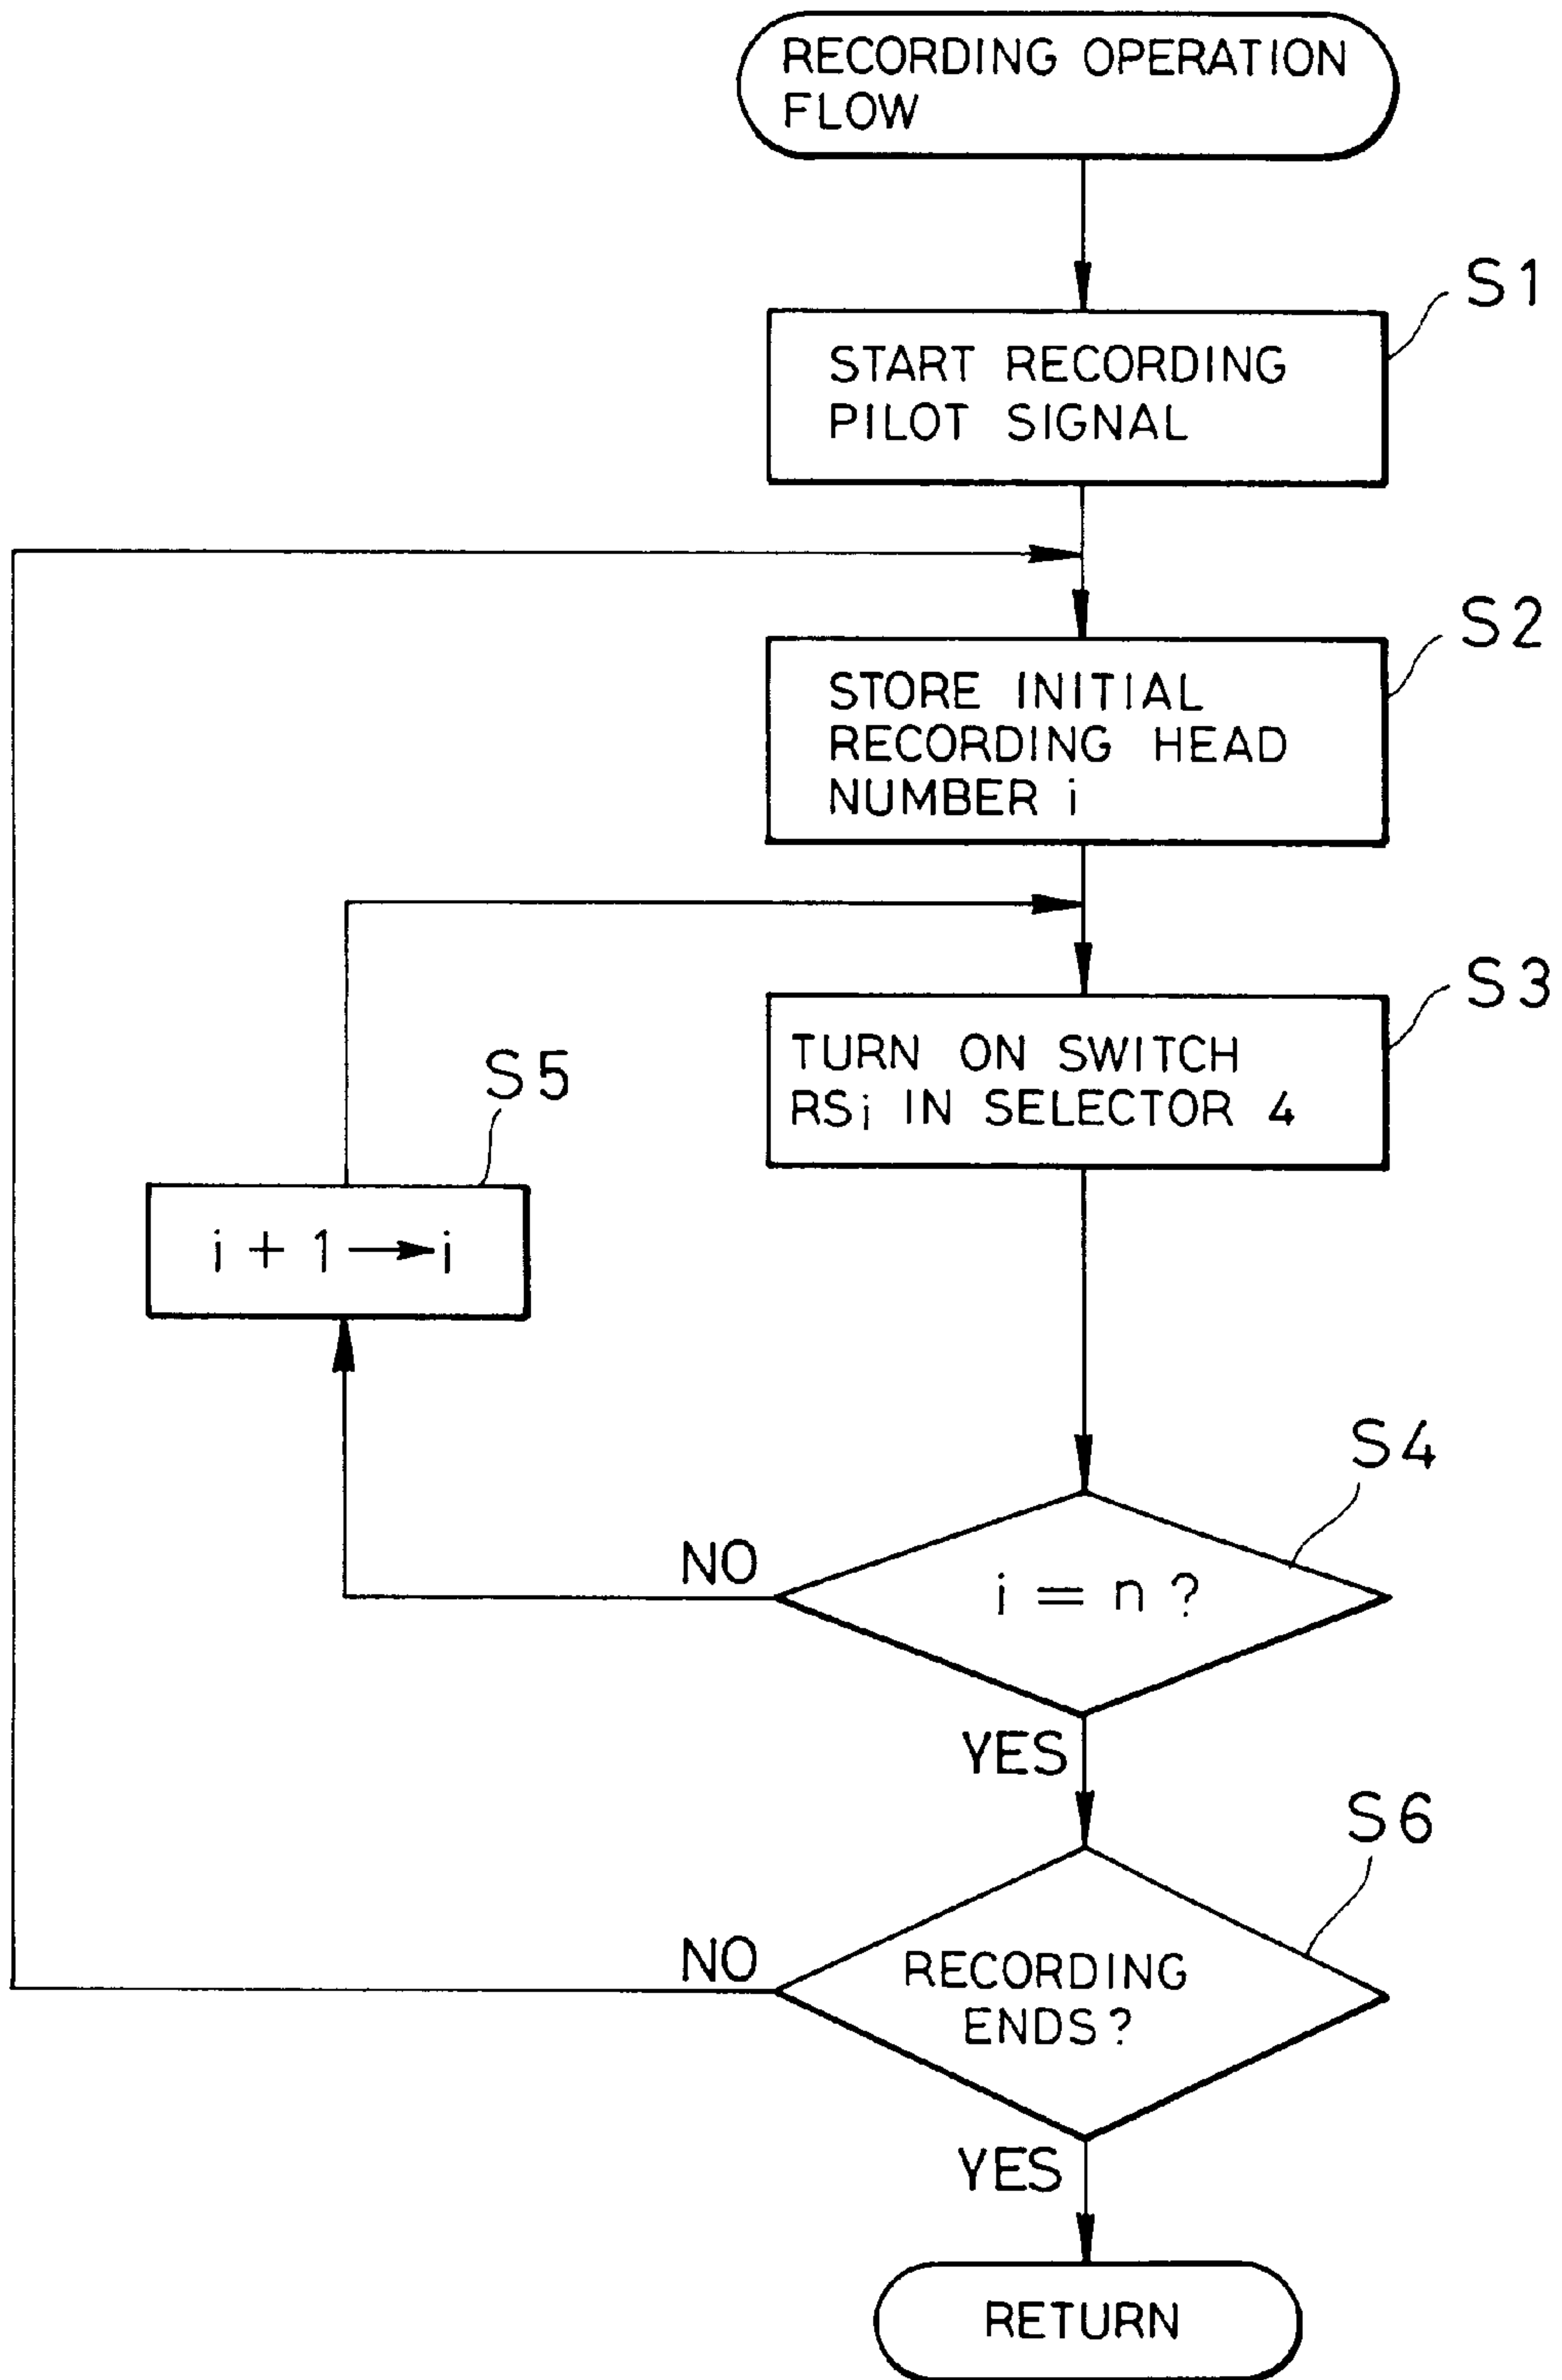 RECORDING OPERATION
FLOW
S1
START RECORDING
PILOT SIGNAL
S2
STORE INITIAL
RECORDING HEAD
NUMBER i
S3
TURN ON SWITCH
RSi IN SELECTOR 4
S5
i + 1 → i
S4
NO
i = n ?
YES
S6
NO
RECORDING
ENDS?
YES
RETURN